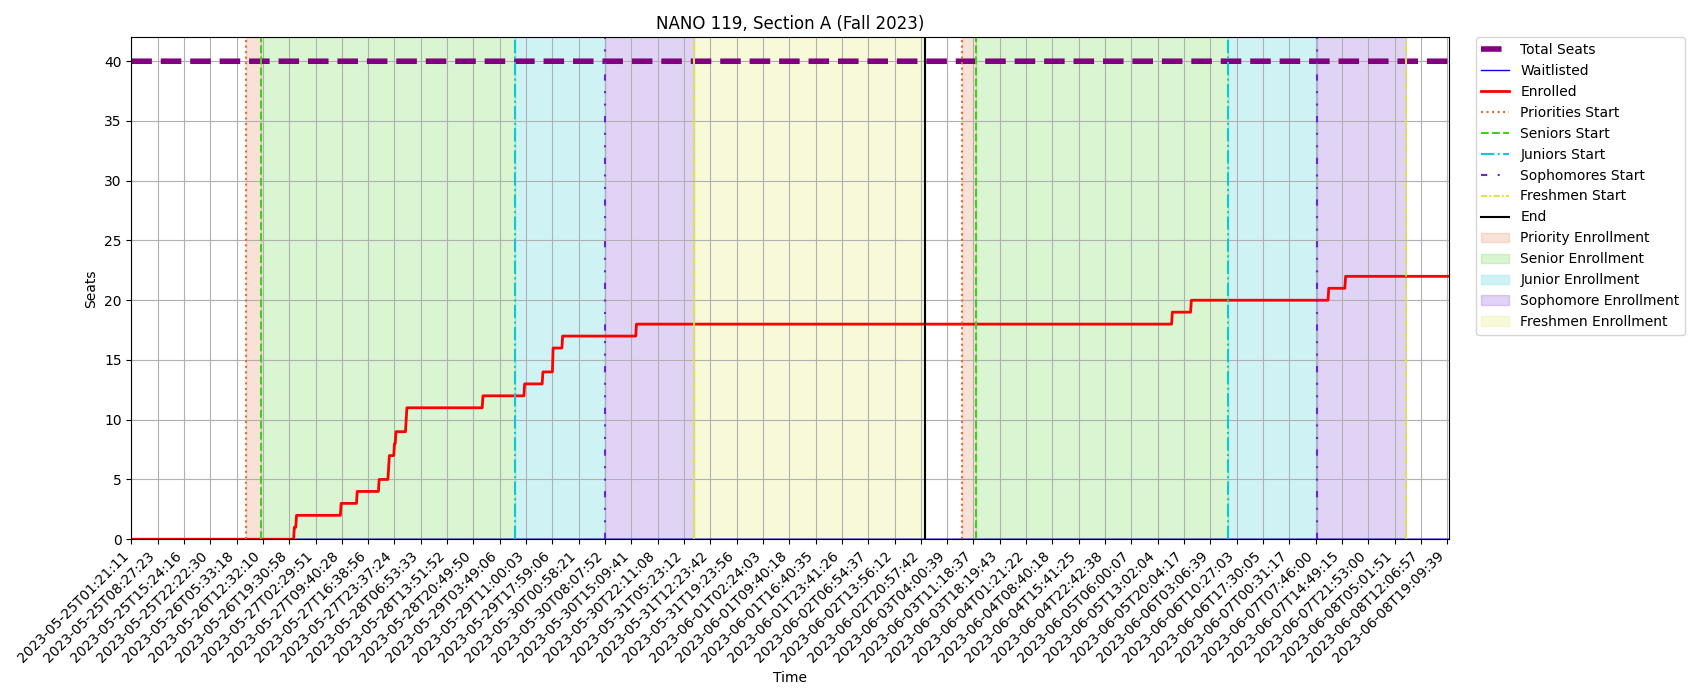 NANO 119, Section A (Fall 2023)
Seats
40
35
30
25
20
15
10
5
0
2023-05-25T01:21:11
2023-05-25T08:27:23
2023-05-25T15:24:16
2023-05-25T22:22:30
2023-05-26T05:33:18
2023-05-26T12:32:10
2023-05-26T19:30:58
2023-05-27T02:29:51
2023-05-27T09:40:28
2023-05-27T16:38:56
2023-05-27T23:37:24
2023-05-28T06:53:33
2023-05-28T13:51:52
2023-05-28T20:49:50
2023-05-29T03:49:06
2023-05-29T11:00:03
2023-05-29T17:59:06
2023-05-30T00:58:21
2023-05-30T08:07:52
2023-05-30T15:09:41
2023-05-30T22:11:08
2023-05-31T05:23:12
2023-05-31T12:23:42
2023-05-31T19:23:56
2023-06-01T02:24:03
2023-06-01T09:40:18
2023-06-01T16:40:35
2023-06-01T23:41:26
2023-06-02T06:54:37
2023-06-02T13:56:12
2023-06-02T20:57:42
2023-06-03T04:00:39
2023-06-03T11:18:37
2023-06-03T18:19:43
2023-06-04T01:21:22
2023-06-04T08:40:18
2023-06-04T15:41:25
2023-06-04T22:42:38
2023-06-05T06:00:07
2023-06-05T13:02:04
2023-06-05T20:04:17
2023-06-06T03:06:39
2023-06-06T10:27:03
2023-06-06T17:30:05
2023-06-07T00:31:17
2023-06-07T07:46:00
2023-06-07T14:49:15
2023-06-07T21:53:00
2023-06-08T05:01:51
2023-06-08T12:06:57
2023-06-08T19:09:39
Time
Total Seats
Waitlisted
Enrolled
Priorities Start
Seniors Start
Juniors Start
Sophomores Start
Freshmen Start
End
Priority Enrollment
Senior Enrollment
Junior Enrollment
Sophomore Enrollment
Freshmen Enrollment